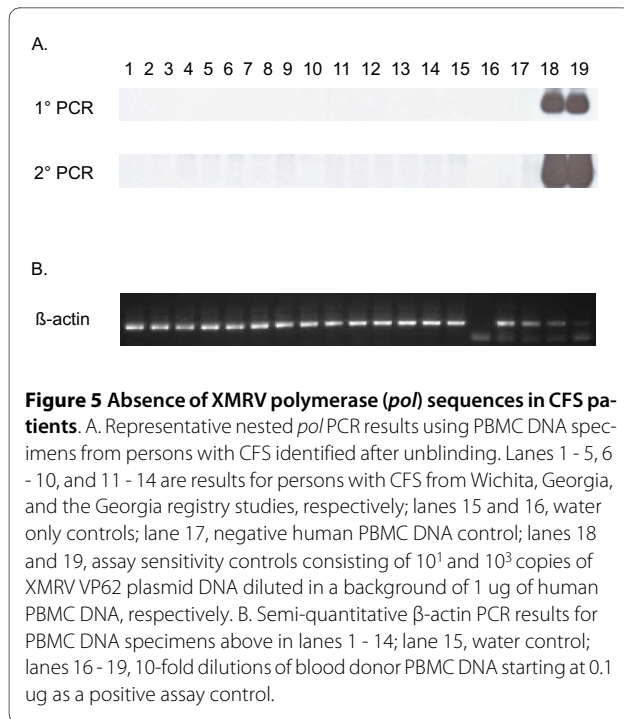 A.
1 2 3 4 5 6 7 8 9 10 11 12 13 14 15 16 17 18 19
1° PCR
2° PCR
B.
ß-actin
Figure 5 Absence of XMRV polymerase (pol) sequences in CFS pa-
tients. A. Representative nested pol PCR results using PBMC DNA spec-
imens from persons with CFS identified after unblinding. Lanes 1 - 5, 6
- 10, and 11 - 14 are results for persons with CFS from Wichita, Georgia,
and the Georgia registry studies, respectively; lanes 15 and 16, water
only controls; lane 17, negative human PBMC DNA control; lanes 18
and 19, assay sensitivity controls consisting of 10¹ and 10³ copies of
XMRV VP62 plasmid DNA diluted in a background of 1 ug of human
PBMC DNA, respectively. B. Semi-quantitative β-actin PCR results for
PBMC DNA specimens above in lanes 1 - 14; lane 15, water control;
lanes 16 - 19, 10-fold dilutions of blood donor PBMC DNA starting at 0.1
ug as a positive assay control.